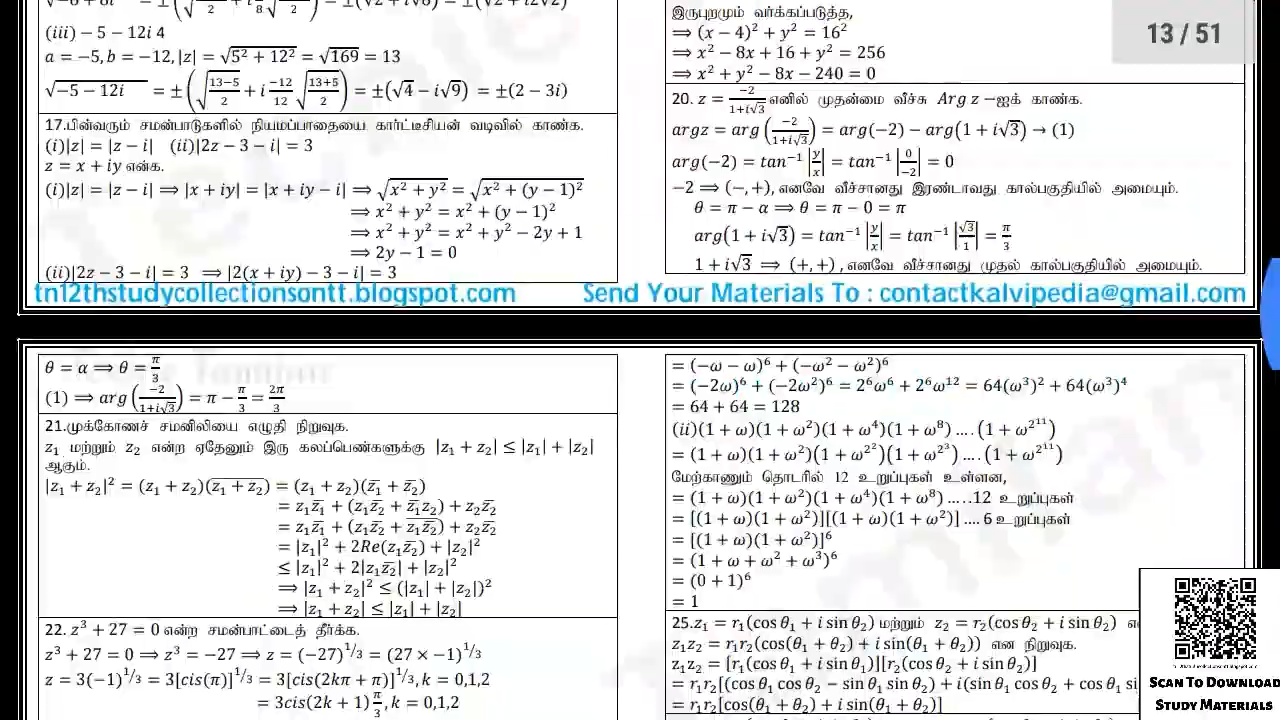 (iii) − 5 − 12i 4
a = −5, b = −12, |z| = √(5² + 12²) = √169 = 13
√(−5 − 12i) = ± (√((13−5)/2) + i (−12)/12 √((13+5)/2)) = ±(√4 − i√9) = ±(2 − 3i)
17.பின்வரும் சமன்பாடுகளில் நியமப்பாதையை கார்ட்டீசியன் வடிவில் காண்க.
(i)|z| = |z − i| (ii)|2z − 3 − i| = 3
z = x + iy என்க.
(i)|z| = |z − i| ⟹ |x + iy| = |x + iy − i| ⟹ √(x² + y²) = √(x² + (y − 1)²)
⟹ x² + y² = x² + (y − 1)²
⟹ x² + y² = x² + y² − 2y + 1
⟹ 2y − 1 = 0
(ii)|2z − 3 − i| = 3 ⟹ |2(x + iy) − 3 − i| = 3
இருபுறமும் வர்க்கப்படுத்த,
⟹ (x − 4)² + y² = 16²
⟹ x² − 8x + 16 + y² = 256
⟹ x² + y² − 8x − 240 = 0
13 / 51
20. z = −2/(1+i√3) எனில் முதன்மை வீச்சு Arg z −ஐக் காண்க.
argz = arg (−2/(1+i√3)) = arg(−2) − arg(1 + i√3) → (1)
arg(−2) = tan⁻¹ |y/x| = tan⁻¹ |0/−2| = 0
−2 ⟹ (−, +), எனவே வீச்சானது இரண்டாவது கால்பகுதியில் அமையும்.
θ = π − α ⟹ θ = π − 0 = π
arg(1 + i√3) = tan⁻¹ |y/x| = tan⁻¹ |√3/1| = π/3
1 + i√3 ⟹ (+, +) , எனவே வீச்சானது முதல் கால்பகுதியில் அமையும்.
tn12thstudycollectionsontt.blogspot.com Send Your Materials To : contactkalvipedia@gmail.com
θ = α ⟹ θ = π/3
(1) ⟹ arg (−2/(1+i√3)) = π − π/3 = 2π/3
21.முக்கோணச் சமனிலியை எழுதி நிறுவுக.
z₁ மற்றும் z₂ என்ற ஏதேனும் இரு கலப்பெண்களுக்கு |z₁ + z₂| ≤ |z₁| + |z₂|
ஆகும்.
|z₁ + z₂|² = (z₁ + z₂)(z̅₁̅ ̅+̅ ̅z̅₂̅) = (z₁ + z₂)(z̅₁ + z̅₂)
= z₁z̅₁ + (z₁z̅₂ + z̅₁z₂) + z₂z̅₂
= z₁z̅₁ + (z₁z̅₂ + z̅₁̅z̅₂̅) + z₂z̅₂
= |z₁|² + 2Re(z₁z̅₂) + |z₂|²
≤ |z₁|² + 2|z₁z̅₂| + |z₂|²
⟹ |z₁ + z₂|² ≤ (|z₁| + |z₂|)²
⟹ |z₁ + z₂| ≤ |z₁| + |z₂|
22. z³ + 27 = 0 என்ற சமன்பாட்டைத் தீர்க்க.
z³ + 27 = 0 ⟹ z³ = −27 ⟹ z = (−27)^(1/3) = (27 × −1)^(1/3)
z = 3(−1)^(1/3) = 3[cis(π)]^(1/3) = 3[cis(2kπ + π)]^(1/3), k = 0,1,2
= 3cis(2k + 1) π/3, k = 0,1,2
= (−ω − ω)⁶ + (−ω² − ω²)⁶
= (−2ω)⁶ + (−2ω²)⁶ = 2⁶ω⁶ + 2⁶ω¹² = 64(ω³)² + 64(ω³)⁴
= 64 + 64 = 128
(ii)(1 + ω)(1 + ω²)(1 + ω⁴)(1 + ω⁸) .... (1 + ω^(2¹¹))
= (1 + ω)(1 + ω²)(1 + ω^(2²))(1 + ω^(2³)) .... (1 + ω^(2¹¹))
மேற்காணும் தொடரில் 12 உறுப்புகள் உள்ளன,
= (1 + ω)(1 + ω²)(1 + ω⁴)(1 + ω⁸) .....12 உறுப்புகள்
= [(1 + ω)(1 + ω²)][(1 + ω)(1 + ω²)] .... 6 உறுப்புகள்
= [(1 + ω)(1 + ω²)]⁶
= (1 + ω + ω² + ω³)⁶
= (0 + 1)⁶
= 1
25.z₁ = r₁(cos θ₁ + i sin θ₂) மற்றும் z₂ = r₂(cos θ₂ + i sin θ₂)
z₁z₂ = r₁r₂(cos(θ₁ + θ₂) + i sin(θ₁ + θ₂)) என நிறுவுக.
z₁z₂ = [r₁(cos θ₁ + i sin θ₁)][r₂(cos θ₂ + i sin θ₂)]
= r₁r₂[(cos θ₁ cos θ₂ − sin θ₁ sin θ₂) + i(sin θ₁ cos θ₂ + cos θ₁
= r₁r₂[cos(θ₁ + θ₂) + i sin(θ₁ + θ₂)]
SCAN TO DOWNLOAD
STUDY MATERIALS